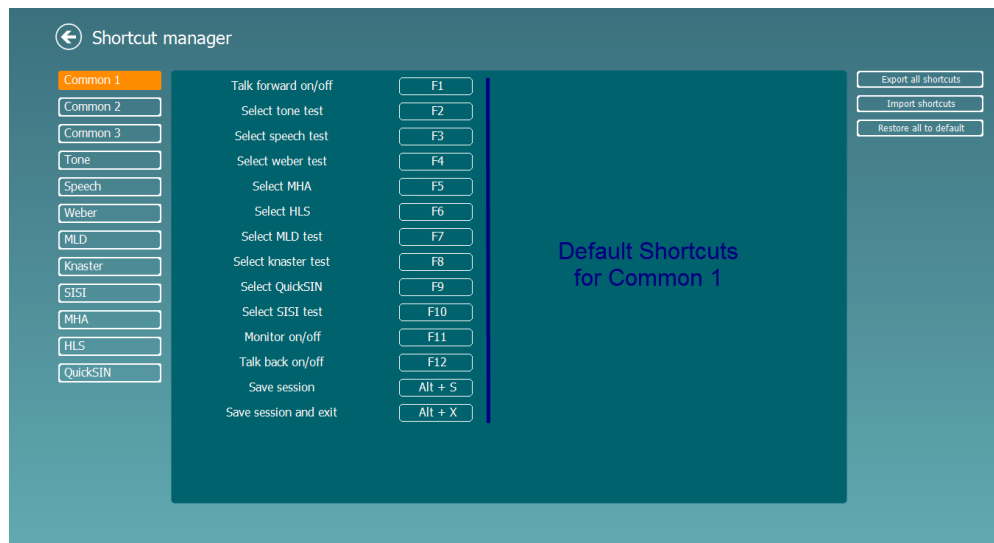 Shortcut manager
Common 1
Common 2
Common 3
Tone
Speech
Weber
MLD
Knaster
SISI
MHA
HLS
QuickSIN
Talk forward on/off F1
Select tone test F2
Select speech test F3
Select weber test F4
Select MHA F5
Select HLS F6
Select MLD test F7
Select knaster test F8
Select QuickSIN F9
Select SISI test F10
Monitor on/off F11
Talk back on/off F12
Save session Alt + S
Save session and exit Alt + X
Default Shortcuts
for Common 1
Export all shortcuts
Import shortcuts
Restore all to default